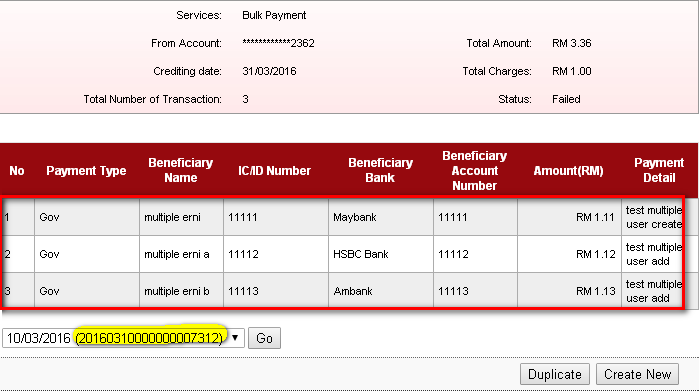 Services: Bulk Payment
From Account: ************2362 Total Amount: RM 3.36
Crediting date: 31/03/2016 Total Charges: RM 1.00
Total Number of Transaction: 3 Status: Failed
No Payment Type Beneficiary Name IC/ID Number Beneficiary Bank Beneficiary Account Number Amount(RM) Payment Detail
1 Gov multiple erni 11111 Maybank 11111 RM 1.11 test multiple user create
2 Gov multiple erni a 11112 HSBC Bank 11112 RM 1.12 test multiple user add
3 Gov multiple erni b 11113 Ambank 11113 RM 1.13 test multiple user add
10/03/2016 (20160310000000007312) Go
Duplicate Create New